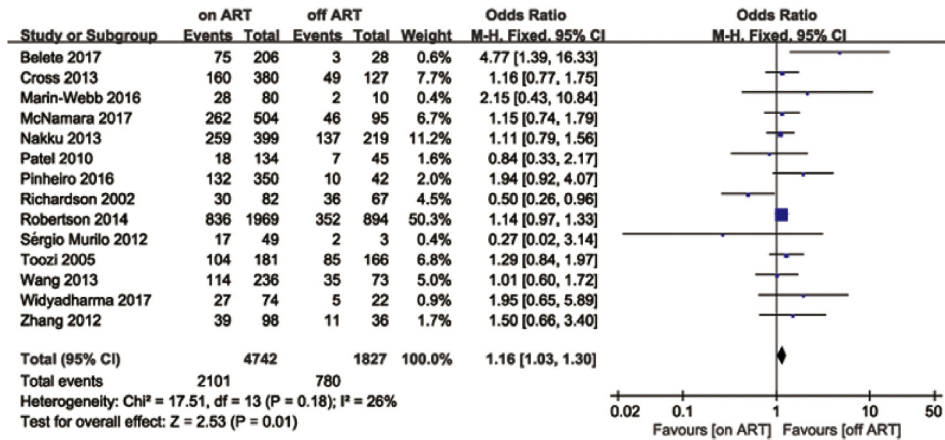 on ART off ART Odds Ratio Odds Ratio
Study or Subgroup Events Total Events Total Weight M-H. Fixed. 95% CI M-H. Fixed. 95% CI
Belete 2017 75 206 3 28 0.6% 4.77 [1.39, 16.33]
Cross 2013 160 380 49 127 8.9% 1.16 [0.77, 1.75]
Marin-Webb 2016 28 80 2 10 0.4% 2.15 [0.43, 10.84]
McNamara 2017 262 504 46 95 8.1% 1.15 [0.74, 1.79]
Nakku 2013 259 399 137 219 11.2% 1.11 [0.79, 1.56]
Patel 2010 18 134 7 45 1.6% 0.84 [0.33, 2.17]
Pinheiro 2016 132 350 10 42 2.0% 1.94 [0.92, 4.07]
Richardson 2002 30 82 36 67 4.5% 0.50 [0.26, 0.96]
Robertson 2014 836 1969 352 894 50.3% 1.14 [0.97, 1.33]
Sérgio Murilo 2012 17 49 2 3 0.4% 0.27 [0.02, 3.14]
Toozi 2005 104 181 85 166 6.6% 1.29 [0.84, 1.97]
Wang 2013 114 236 35 73 4.9% 1.01 [0.60, 1.72]
Widyadharma 2017 27 74 5 22 0.9% 1.95 [0.65, 5.89]
Zhang 2012 39 98 11 36 1.7% 1.50 [0.66, 3.40]
Total (95% CI) 4742 1827 100.0% 1.16 [1.03, 1.30]
Total events 2101 780
Heterogeneity: Chi² = 17.51, df = 13 (P = 0.18); I² = 26%
Test for overall effect: Z = 2.53 (P = 0.01)
0.02 0.1 1 10 50
Favours [on ART] Favours [off ART]